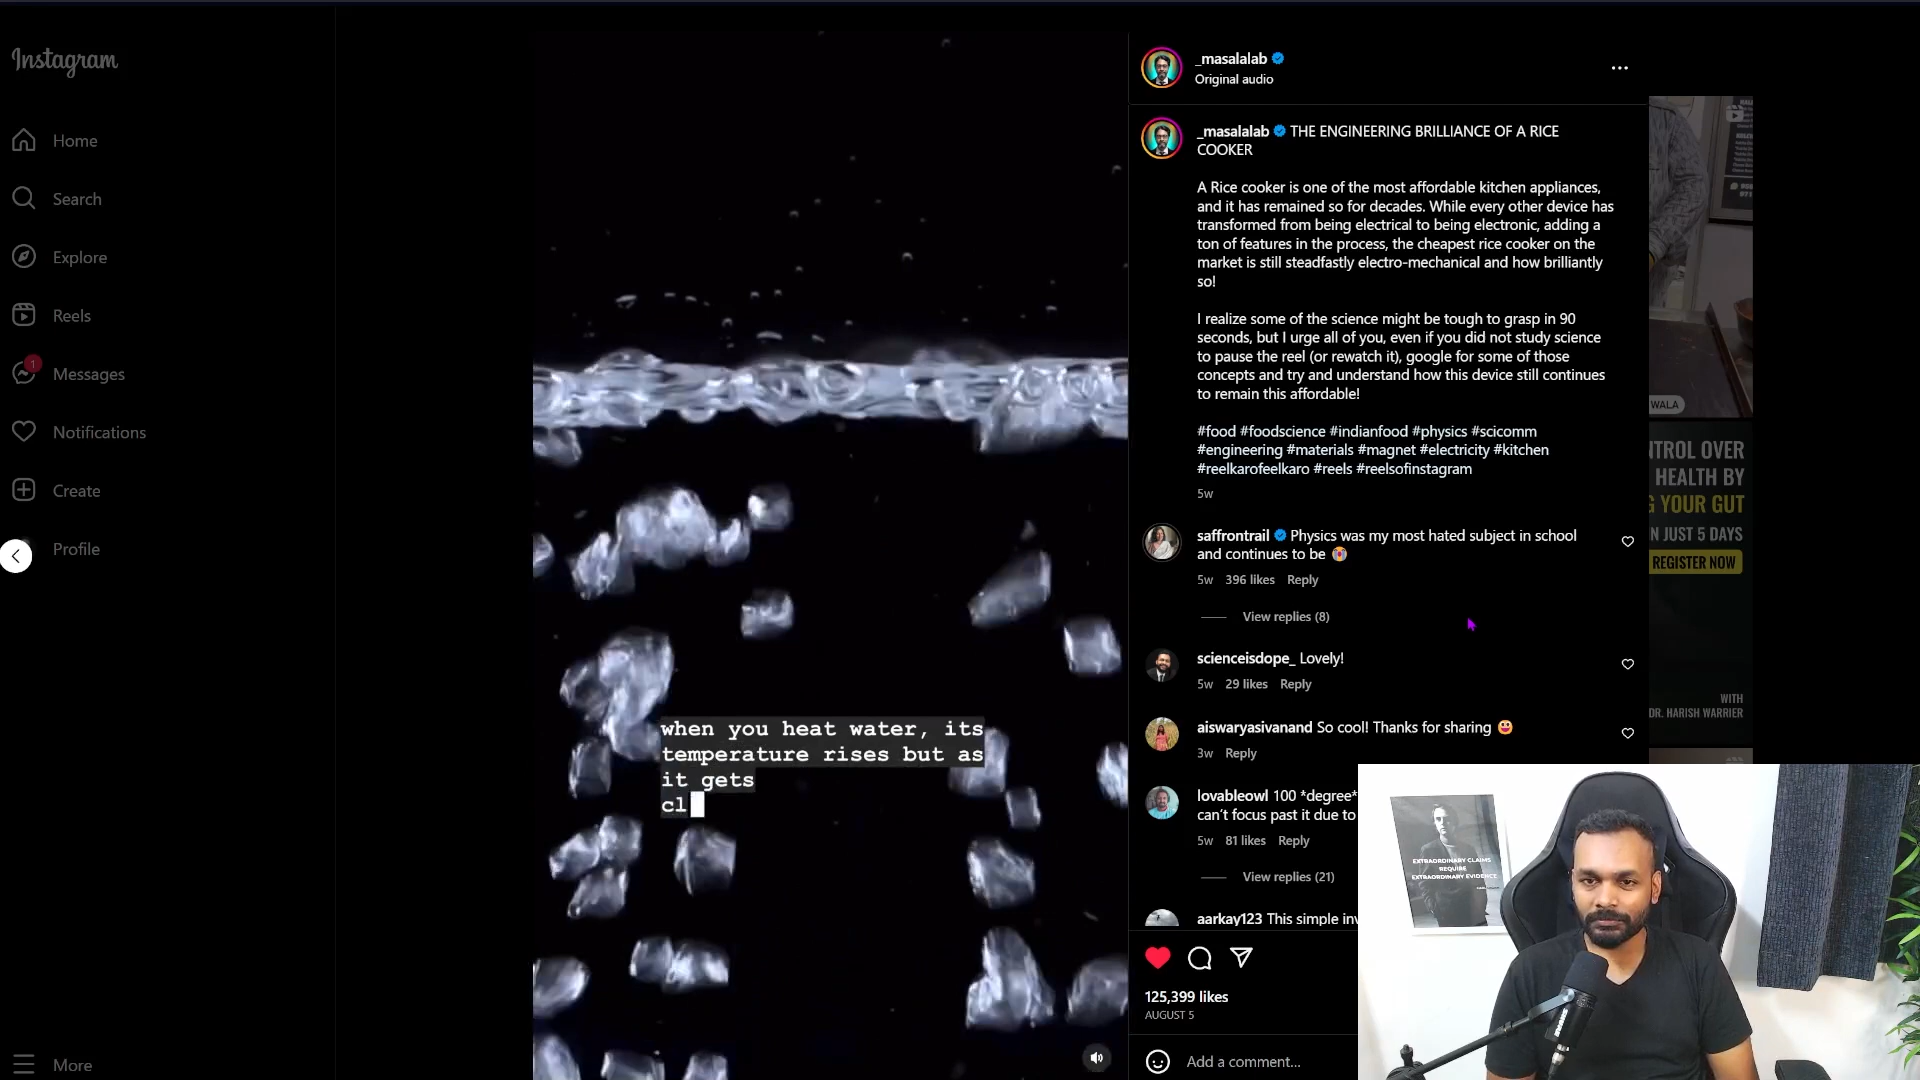 Instagram
Home
Search
Explore
Reels
1
Messages
Notifications
Create
Profile
More
when you heat water, its
temperature rises but as
it gets
cl
_masalalab
Original audio
_masalalab THE ENGINEERING BRILLIANCE OF A RICE
COOKER
A Rice cooker is one of the most affordable kitchen appliances,
and it has remained so for decades. While every other device has
transformed from being electrical to being electronic, adding a
ton of features in the process, the cheapest rice cooker on the
market is still steadfastly electro-mechanical and how brilliantly
so!
I realize some of the science might be tough to grasp in 90
seconds, but I urge all of you, even if you did not study science
to pause the reel (or rewatch it), google for some of those
concepts and try and understand how this device still continues
to remain this affordable!
#food #foodscience #indianfood #physics #scicomm
#engineering #materials #magnet #electricity #kitchen
#reelkarofeelkaro #reels #reelsofinstagram
5w
saffrontrail Physics was my most hated subject in school
and continues to be 😭
5w 396 likes Reply
View replies (8)
scienceisdope_ Lovely!
5w 29 likes Reply
aiswaryasivanand So cool! Thanks for sharing 😃
3w Reply
lovableowl 100 *degree*
can't focus past it due to
5w 81 likes Reply
View replies (21)
aarkay123 This simple inv
125,399 likes
AUGUST 5
Add a comment...
WALA
NTROL OVER
HEALTH BY
G YOUR GUT
N JUST 5 DAYS
REGISTER NOW
WITH
DR. HARISH WARRIER
EXTRAORDINARY CLAIMS
REQUIRE
EXTRAORDINARY EVIDENCE